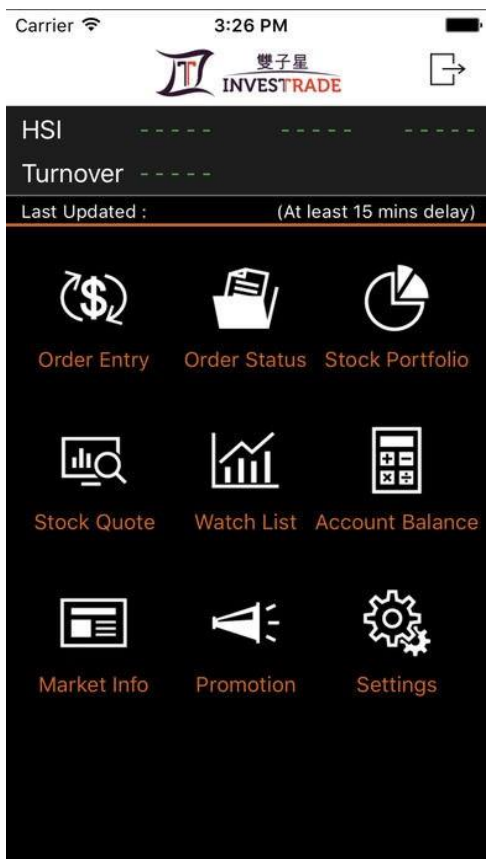 Carrier 3:26 PM
雙子星
INVESTRADE
HSI ----- ----- -----
Turnover -----
Last Updated : (At least 15 mins delay)
Order Entry Order Status Stock Portfolio
Stock Quote Watch List Account Balance
Market Info Promotion Settings